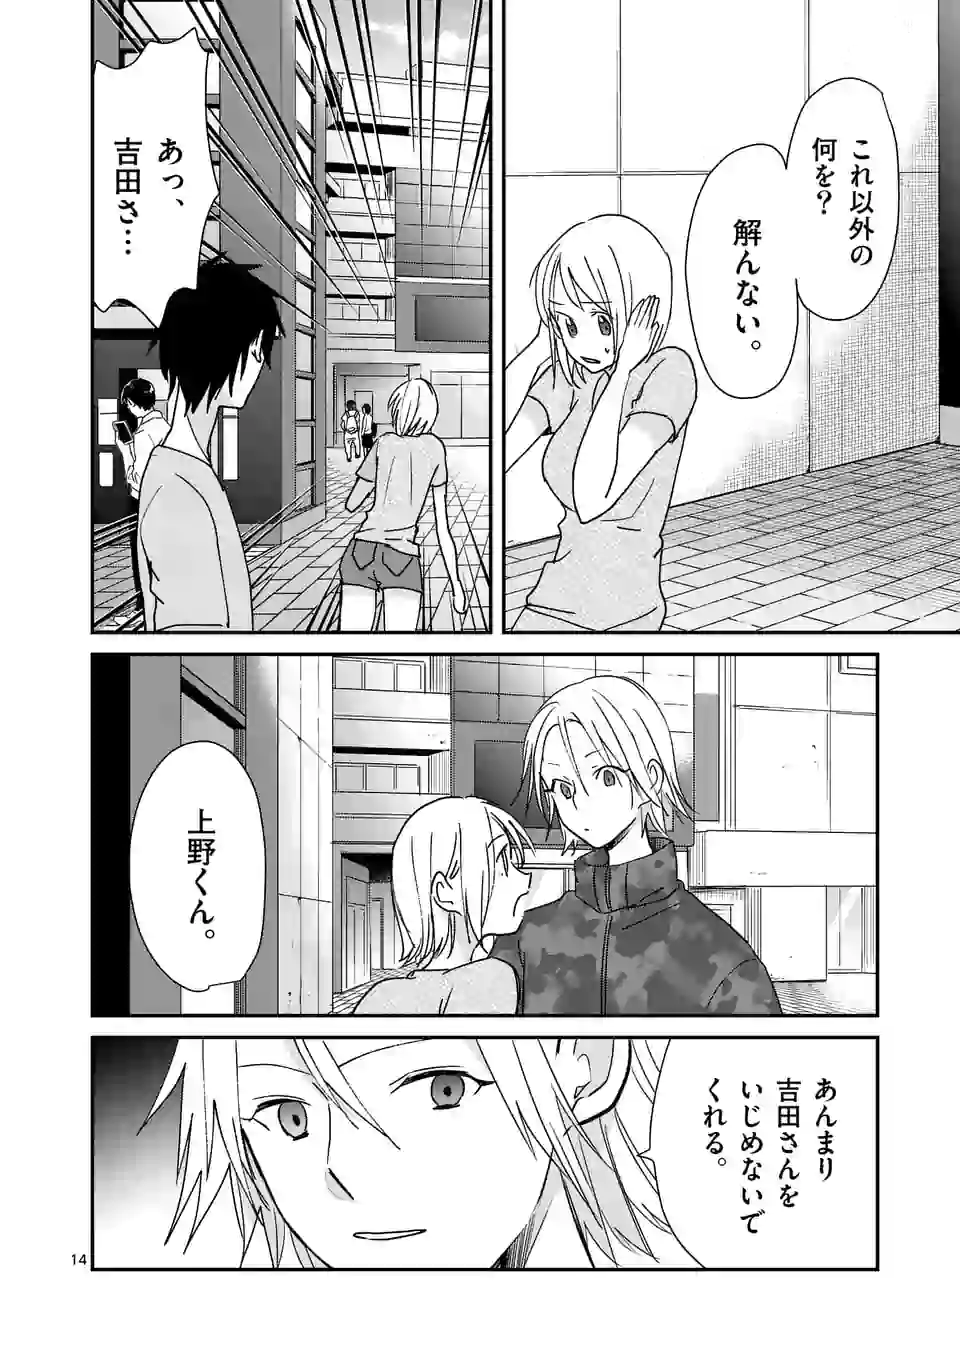 これ以外の
何を？
解んない。
あっ、
吉田さ…
上野くん。
あんまり
吉田さんを
いじめないで
くれる。
14